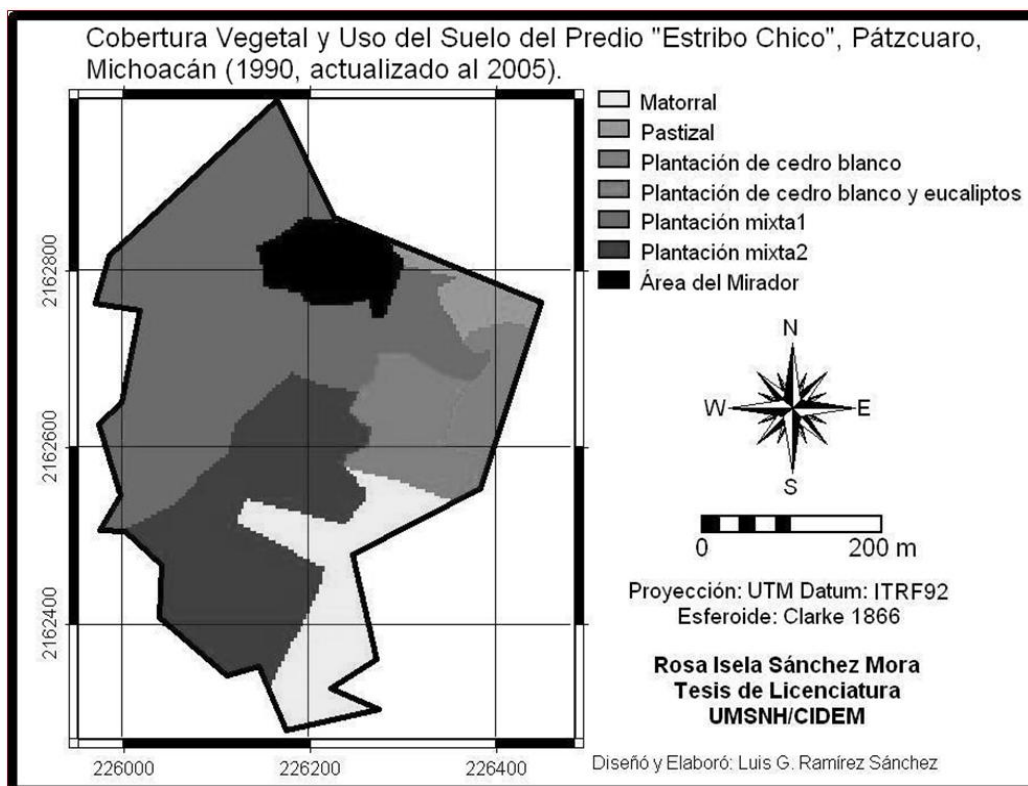 Cobertura Vegetal y Uso del Suelo del Predio "Estribo Chico", Pátzcuaro,
Michoacán (1990, actualizado al 2005).
Matorral
Pastizal
Plantación de cedro blanco
Plantación de cedro blanco y eucaliptos
Plantación mixta1
Plantación mixta2
Área del Mirador
2162800
2162600
2162400
226000
226200
226400
N
W
E
S
0
200 m
Proyección: UTM Datum: ITRF92
Esferoide: Clarke 1866
Rosa Isela Sánchez Mora
Tesis de Licenciatura
UMSNH/CIDEM
Diseñó y Elaboró: Luis G. Ramírez Sánchez